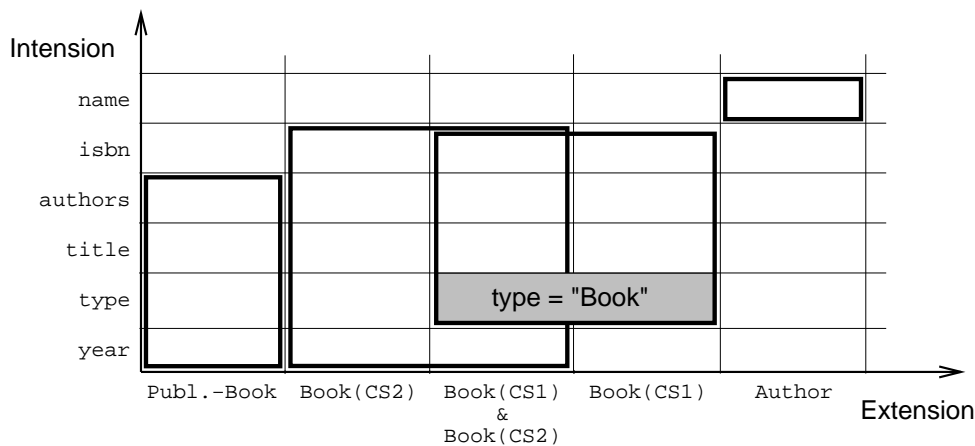 Intension
name
isbn
authors
title
type
type = "Book"
year
Publ.-Book Book(CS2) Book(CS1) Book(CS1) Author
&
Book(CS2)
Extension